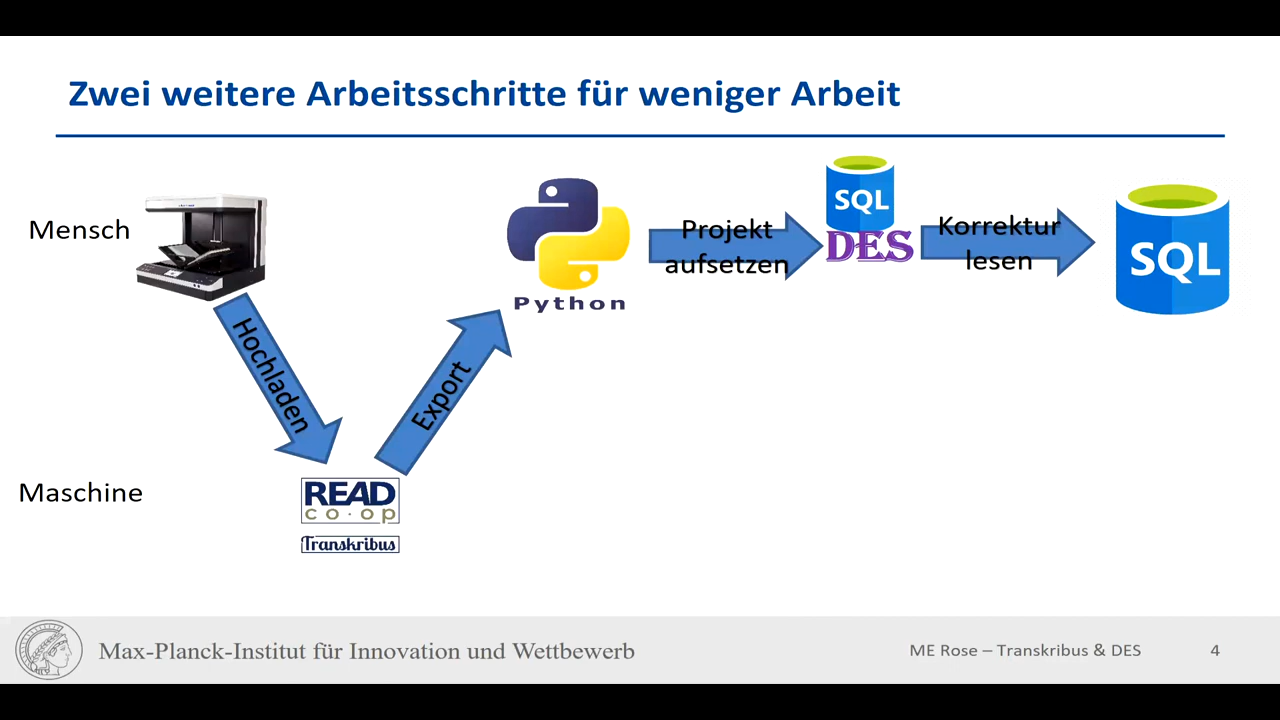 Zwei weitere Arbeitsschritte für weniger Arbeit
Mensch
Hochladen
Maschine
READ
co·op
Transkribus
Export
Python
Projekt
aufsetzen
SQL
DES
Korrektur
lesen
SQL
Max-Planck-Institut für Innovation und Wettbewerb
ME Rose – Transkribus & DES
4